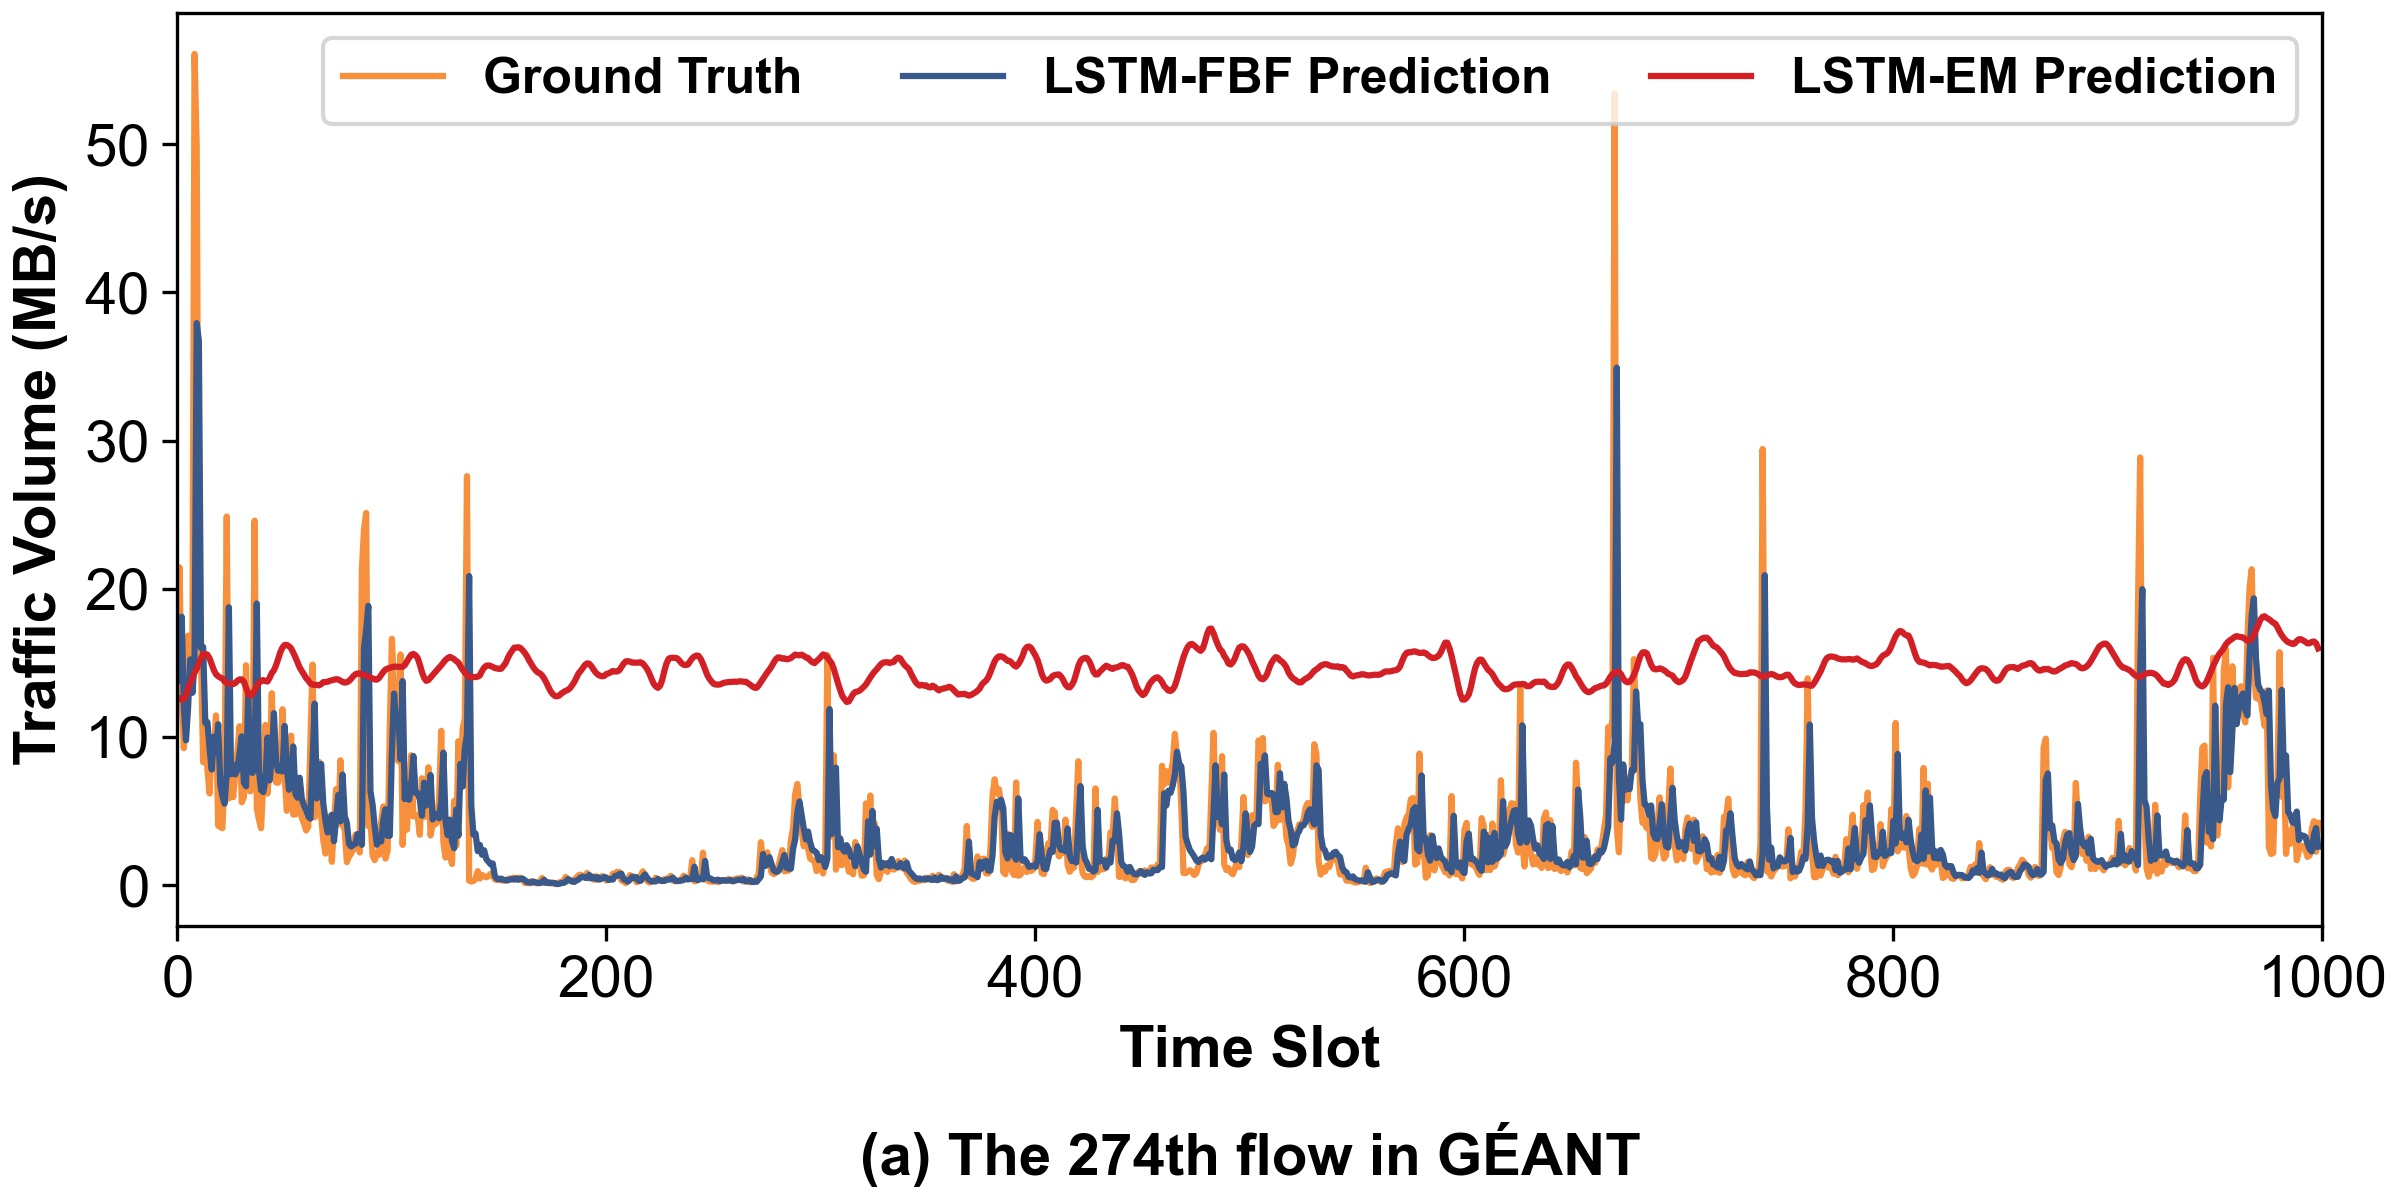 Ground Truth
LSTM-FBF Prediction
LSTM-EM Prediction
Traffic Volume (MB/s)
50
40
30
20
10
0
0
200
400
600
800
1000
Time Slot
(a) The 274th flow in GÉANT